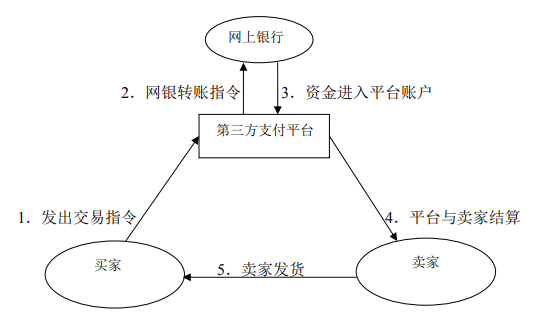 网上银行
2．网银转账指令
3．资金进入平台账户
第三方支付平台
1．发出交易指令
4．平台与卖家结算
买家
5．卖家发货
卖家